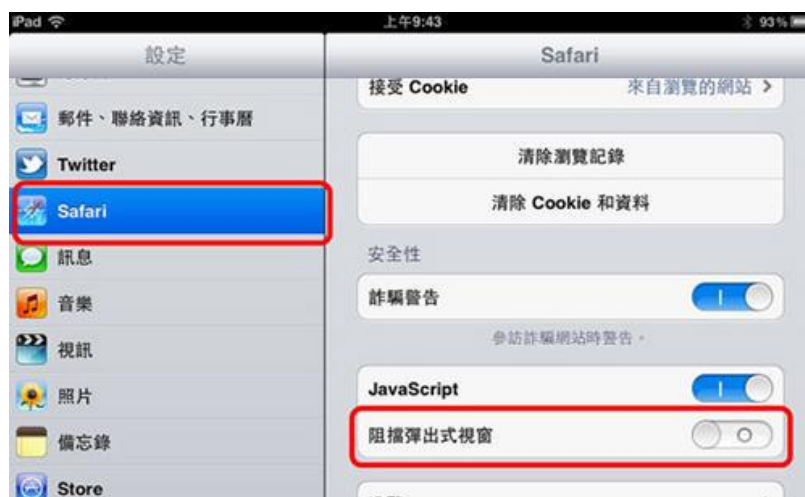 iPad 上午9:43 93%
設定
郵件、聯絡資訊、行事曆
Twitter
Safari
訊息
音樂
視訊
照片
備忘錄
Store
Safari
接受 Cookie 來自瀏覽的網站 >
清除瀏覽記錄
清除 Cookie 和資料
安全性
詐騙警告
參訪詐騙網站時警告。
JavaScript
阻擋彈出式視窗